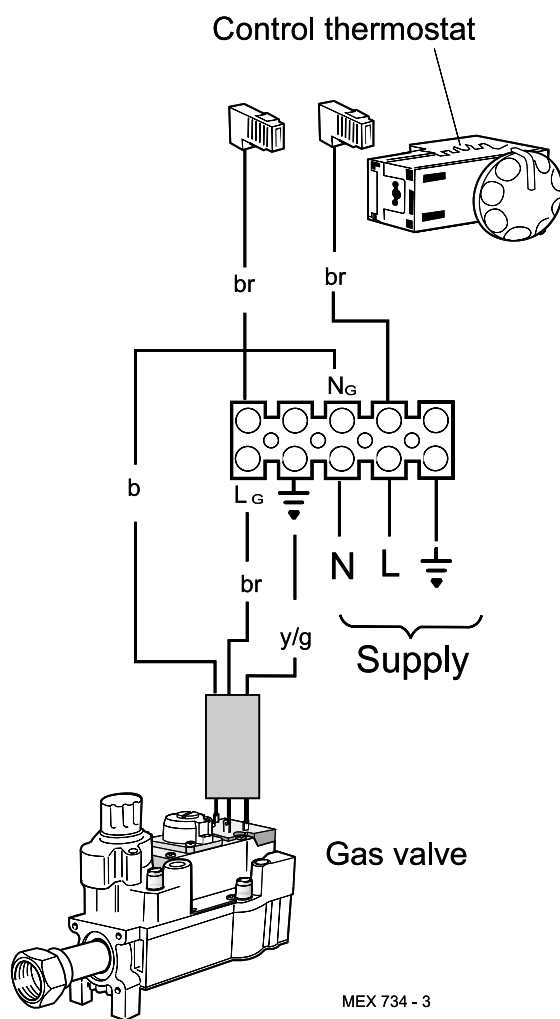 Control thermostat
br br
NG
b
LG
br
N L
y/g
Supply
Gas valve
MEX 734 - 3